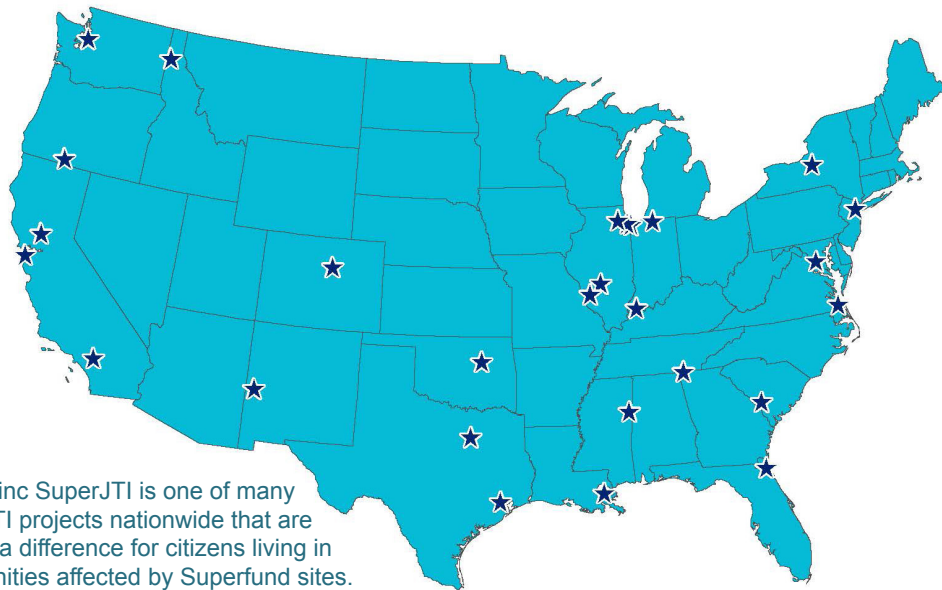 inc SuperJTI is one of many
TI projects nationwide that are
a difference for citizens living in
nities affected by Superfund sites.